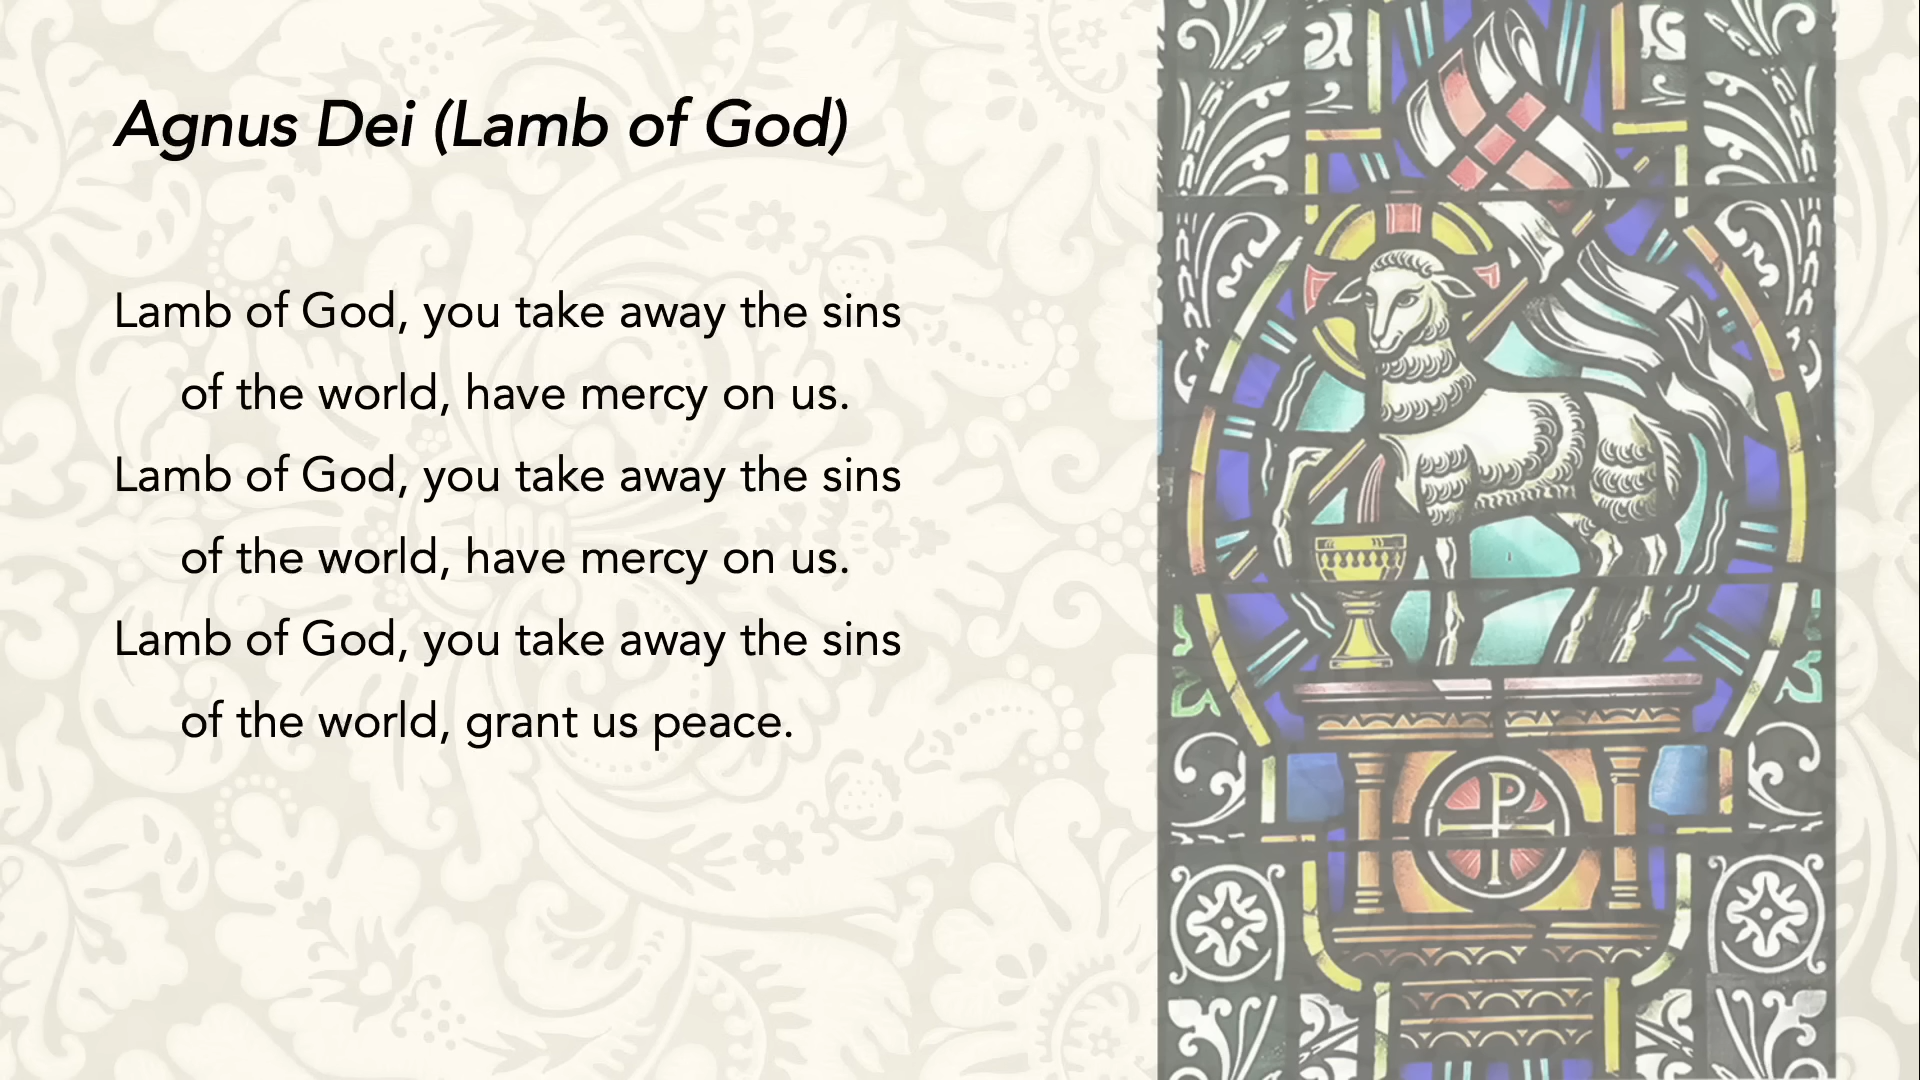 Agnus Dei (Lamb of God)
Lamb of God, you take away the sins
of the world, have mercy on us.
Lamb of God, you take away the sins
of the world, have mercy on us.
Lamb of God, you take away the sins
of the world, grant us peace.